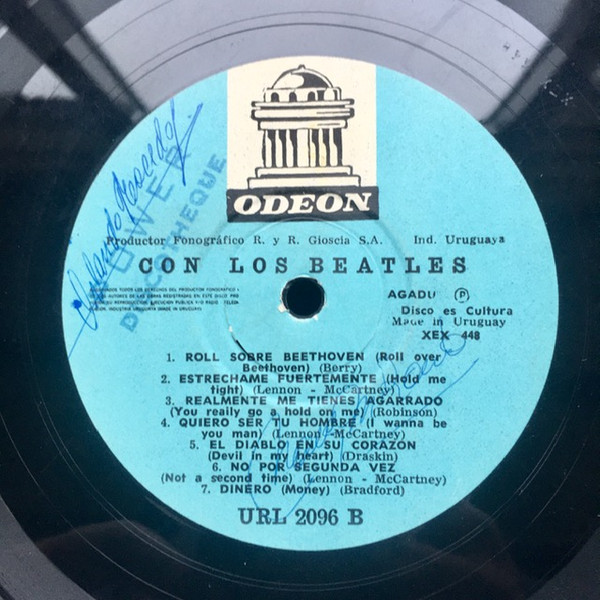 ODEON
Productor Fonográfico R. y R. Gioscia S.A. Ind. Uruguaya
CON LOS BEATLES
DISCOTHEQUE
AGADU Ⓟ
Disco es Cultura
Made in Uruguay
XEX 448
1. ROLL SOBRE BEETHOVEN (Roll over
Beethoven) (Berry)
2. ESTRECHAME FUERTEMENTE (Hold me
tight) (Lennon - McCartney)
3. REALMENTE ME TIENES AGARRADO
(You really go a hold on me) (Robinson)
4. QUIERO SER TU HOMBRE (I wanna be
you man) (Lennon-McCartney)
5. EL DIABLO EN SU CORAZÓN
(Devil in my heart) (Draskin)
6. NO POR SEGUNDA VEZ
(Not a second time) (Lennon - McCartney)
7. DINERO (Money) (Bradford)
URL 2096 B